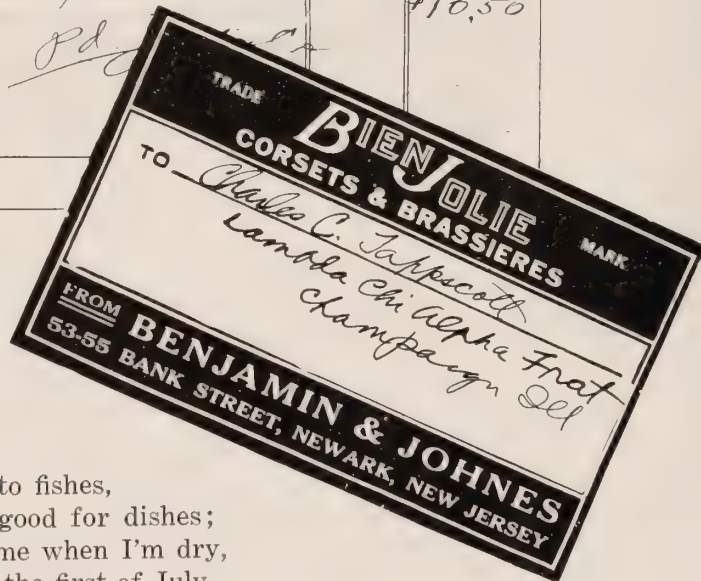 $10.50
Pd
TRADE BIEN JOLIE MARK
CORSETS & BRASSIERES
TO Charles C. Tappscott
Lambda Chi Alpha Frat
Champaign Ill
FROM BENJAMIN & JOHNES
53-55 BANK STREET, NEWARK, NEW JERSEY
to fishes,
good for dishes;
me when I'm dry,
the first of July